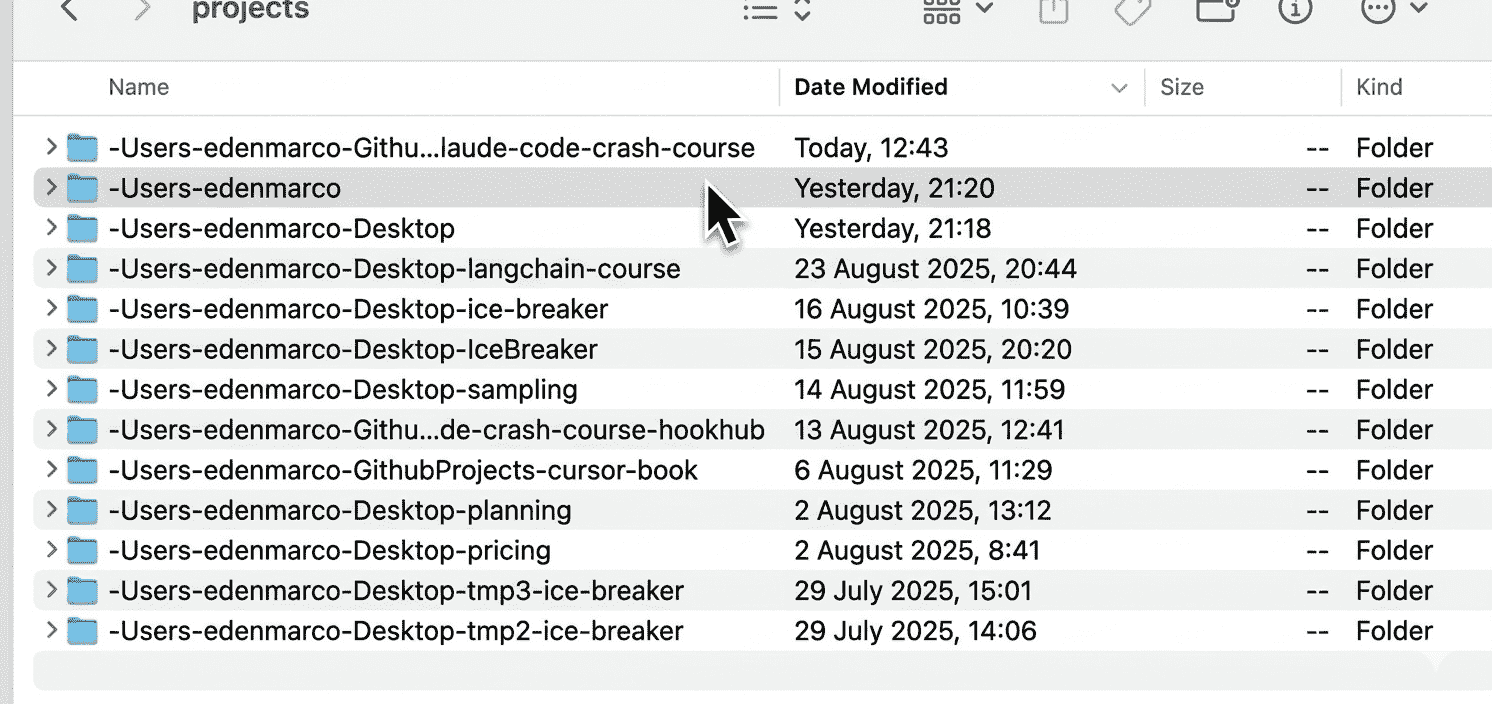 projects
Name Date Modified Size Kind
-Users-edenmarco-Githu...laude-code-crash-course Today, 12:43 -- Folder
-Users-edenmarco Yesterday, 21:20 -- Folder
-Users-edenmarco-Desktop Yesterday, 21:18 -- Folder
-Users-edenmarco-Desktop-langchain-course 23 August 2025, 20:44 -- Folder
-Users-edenmarco-Desktop-ice-breaker 16 August 2025, 10:39 -- Folder
-Users-edenmarco-Desktop-IceBreaker 15 August 2025, 20:20 -- Folder
-Users-edenmarco-Desktop-sampling 14 August 2025, 11:59 -- Folder
-Users-edenmarco-Githu...de-crash-course-hookhub 13 August 2025, 12:41 -- Folder
-Users-edenmarco-GithubProjects-cursor-book 6 August 2025, 11:29 -- Folder
-Users-edenmarco-Desktop-planning 2 August 2025, 13:12 -- Folder
-Users-edenmarco-Desktop-pricing 2 August 2025, 8:41 -- Folder
-Users-edenmarco-Desktop-tmp3-ice-breaker 29 July 2025, 15:01 -- Folder
-Users-edenmarco-Desktop-tmp2-ice-breaker 29 July 2025, 14:06 -- Folder